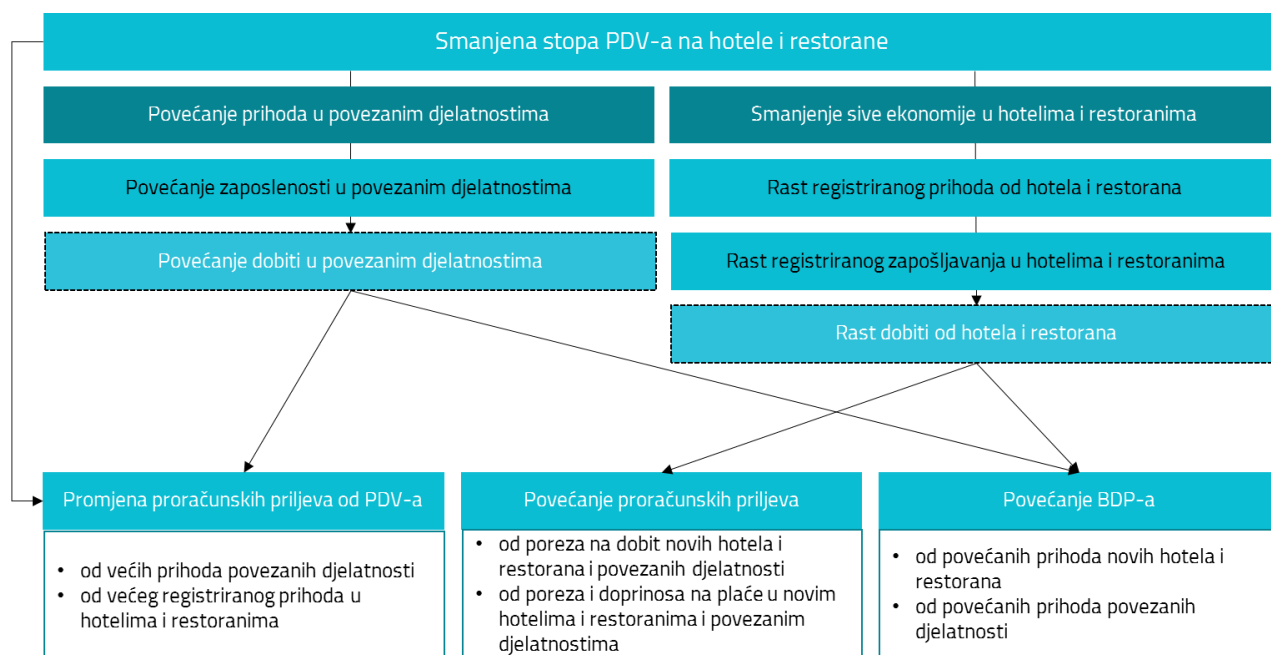 Smanjena stopa PDV-a na hotele i restorane
Povećanje prihoda u povezanim djelatnostima
Smanjenje sive ekonomije u hotelima i restoranima
Povećanje zaposlenosti u povezanim djelatnostima
Rast registriranog prihoda od hotela i restorana
Povećanje dobiti u povezanim djelatnostima
Rast registriranog zapošljavanja u hotelima i restoranima
Rast dobiti od hotela i restorana
Promjena proračunskih priljeva od PDV-a
• od većih prihoda povezanih djelatnosti
• od većeg registriranog prihoda u
hotelima i restoranima
Povećanje proračunskih priljeva
• od poreza na dobit novih hotela i
restorana i povezanih djelatnosti
• od poreza i doprinosa na plaće u novim
hotelima i restoranima i povezanim
djelatnostima
Povećanje BDP-a
• od povećanih prihoda novih hotela i
restorana
• od povećanih prihoda povezanih
djelatnosti